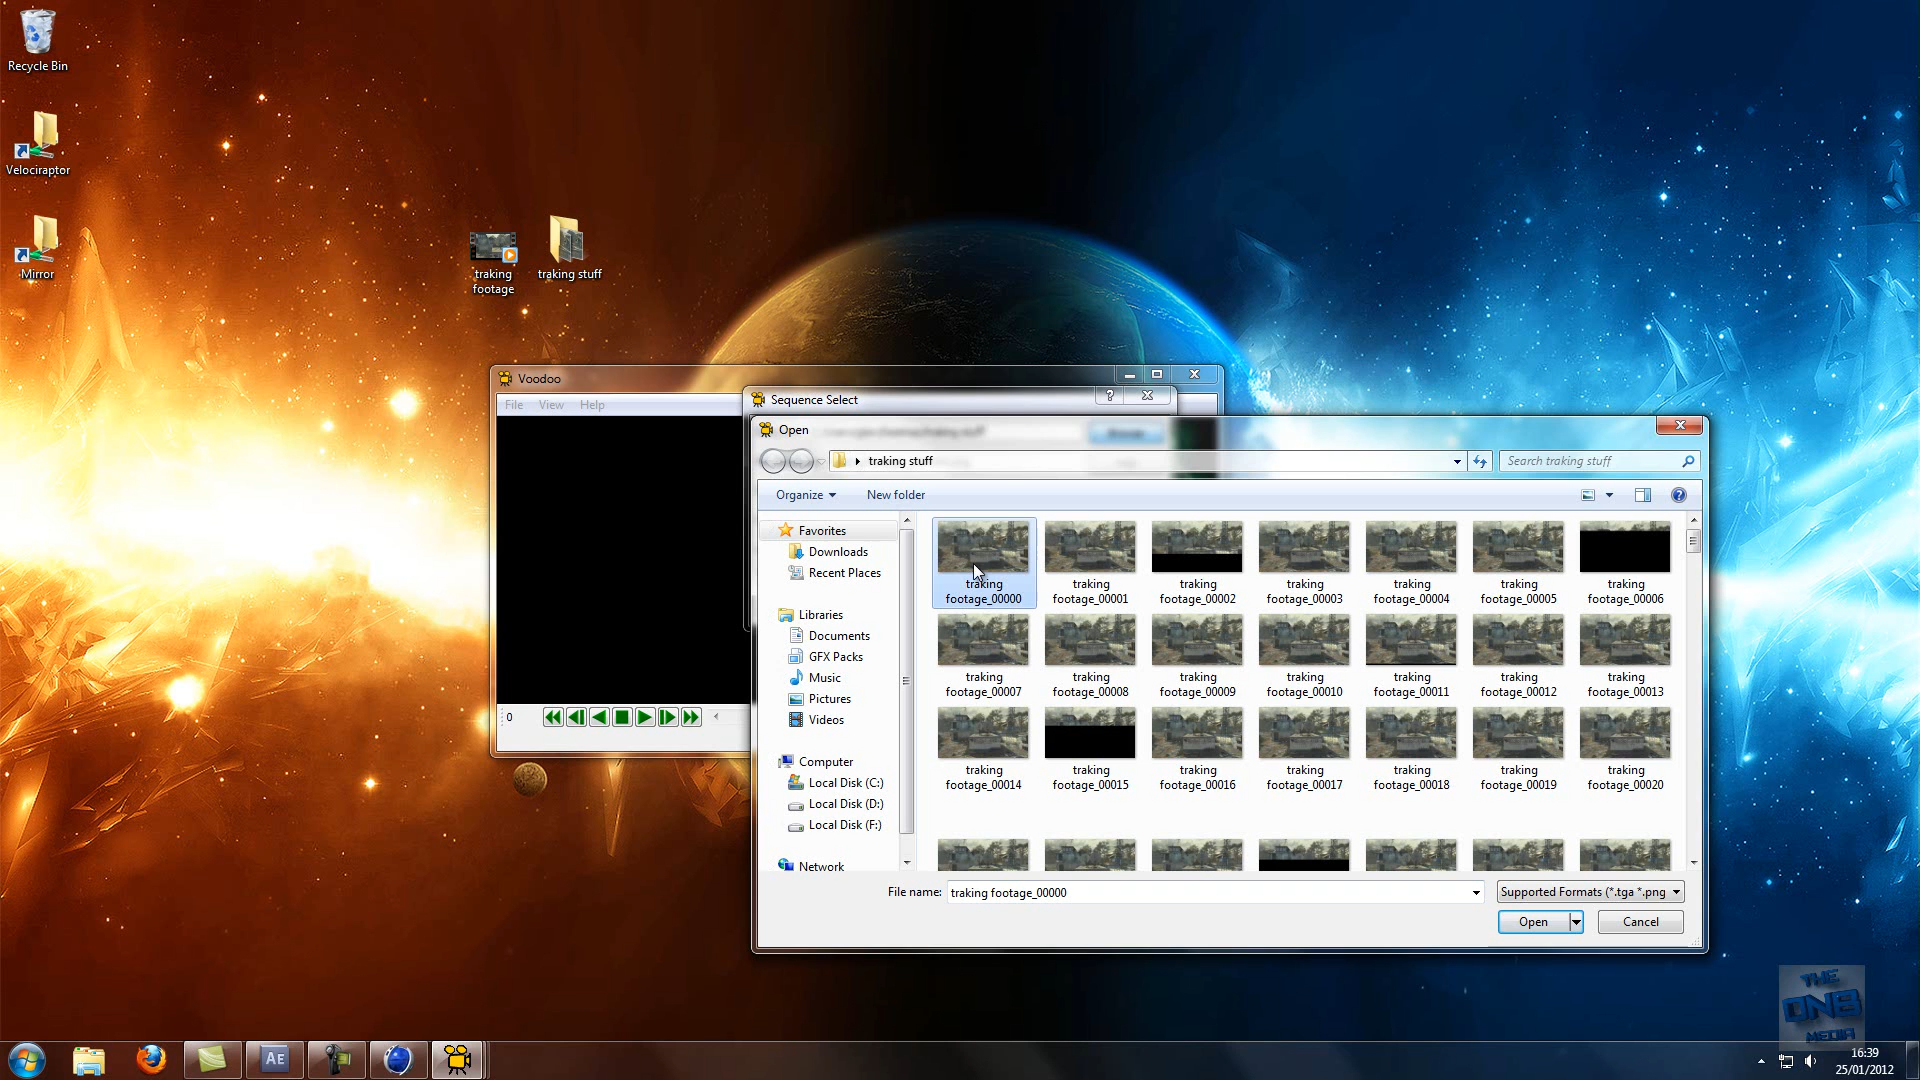 Recycle Bin
Velociraptor
Mirror
traking
footage
traking stuff
Voodoo
File View Help
0
Sequence Select
Open
traking stuff
Search traking stuff
Organize
New folder
Favorites
Downloads
Recent Places
Libraries
Documents
GFX Packs
Music
Pictures
Videos
Computer
Local Disk (C:)
Local Disk (D:)
Local Disk (F:)
Network
traking
footage_00000
traking
footage_00001
traking
footage_00002
traking
footage_00003
traking
footage_00004
traking
footage_00005
traking
footage_00006
traking
footage_00007
traking
footage_00008
traking
footage_00009
traking
footage_00010
traking
footage_00011
traking
footage_00012
traking
footage_00013
traking
footage_00014
traking
footage_00015
traking
footage_00016
traking
footage_00017
traking
footage_00018
traking
footage_00019
traking
footage_00020
File name: traking footage_00000
Supported Formats (*.tga *.png
Open
Cancel
THE
DNB
MEDIA
AE
16:39
25/01/2012